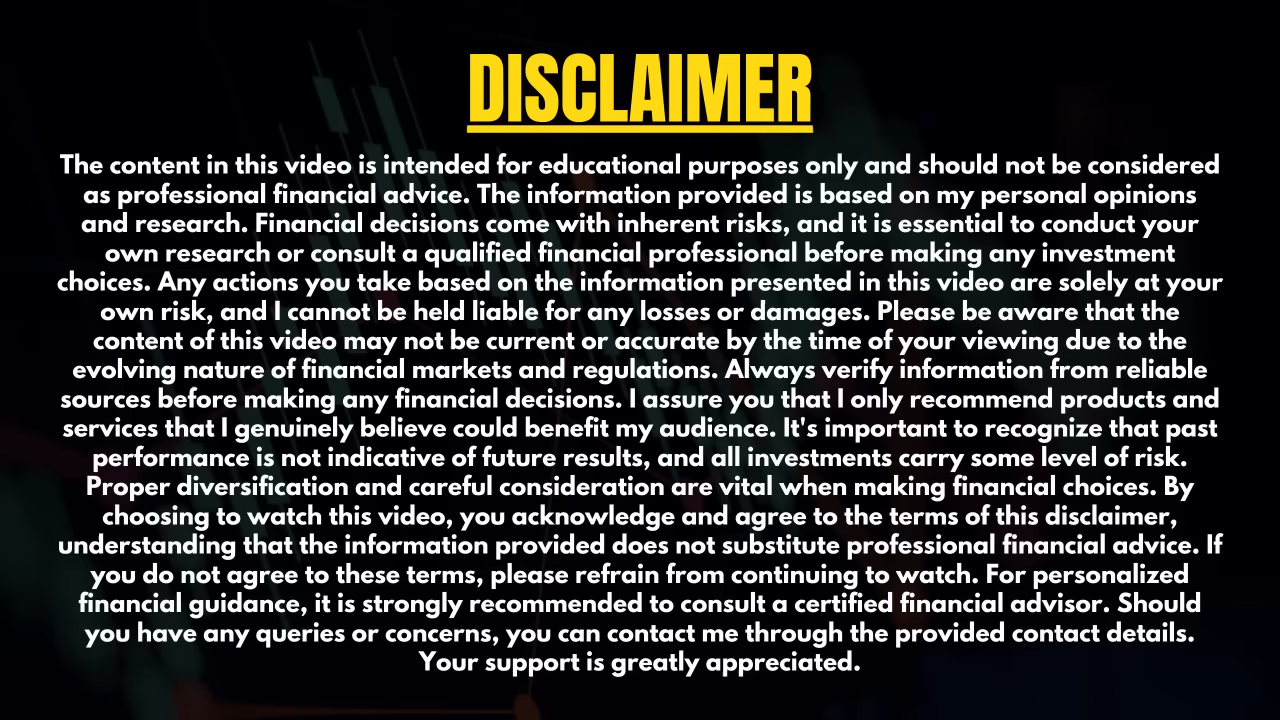 DISCLAIMER
The content in this video is intended for educational purposes only and should not be considered
as professional financial advice. The information provided is based on my personal opinions
and research. Financial decisions come with inherent risks, and it is essential to conduct your
own research or consult a qualified financial professional before making any investment
choices. Any actions you take based on the information presented in this video are solely at your
own risk, and I cannot be held liable for any losses or damages. Please be aware that the
content of this video may not be current or accurate by the time of your viewing due to the
evolving nature of financial markets and regulations. Always verify information from reliable
sources before making any financial decisions. I assure you that I only recommend products and
services that I genuinely believe could benefit my audience. It's important to recognize that past
performance is not indicative of future results, and all investments carry some level of risk.
Proper diversification and careful consideration are vital when making financial choices. By
choosing to watch this video, you acknowledge and agree to the terms of this disclaimer,
understanding that the information provided does not substitute professional financial advice. If
you do not agree to these terms, please refrain from continuing to watch. For personalized
financial guidance, it is strongly recommended to consult a certified financial advisor. Should
you have any queries or concerns, you can contact me through the provided contact details.
Your support is greatly appreciated.